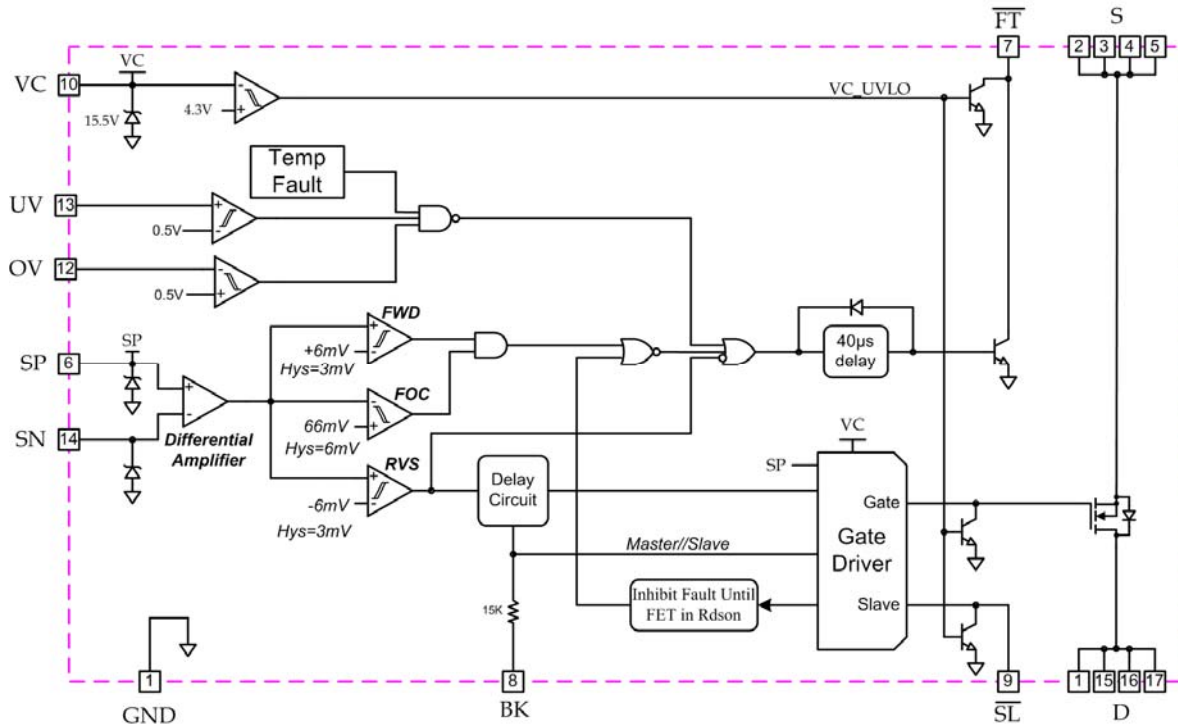 FT
S
7
2
3
4
5
VC
10
VC
15.5V
4.3V
-
+
VC_UVLO
Temp
Fault
UV
13
+
-
0.5V
OV
12
-
+
0.5V
SP
6
SP
SN
14
+
-
Differential
Amplifier
FWD
+
-
+6mV
Hys=3mV
FOC
-
+
66mV
Hys=6mV
RVS
+
-
-6mV
Hys=3mV
40µs
delay
Delay
Circuit
VC
SP
Gate
Gate
Driver
Slave
Master//Slave
Inhibit Fault Until
FET in Rdson
15K
1
GND
8
BK
9
SL
1
15
16
17
D